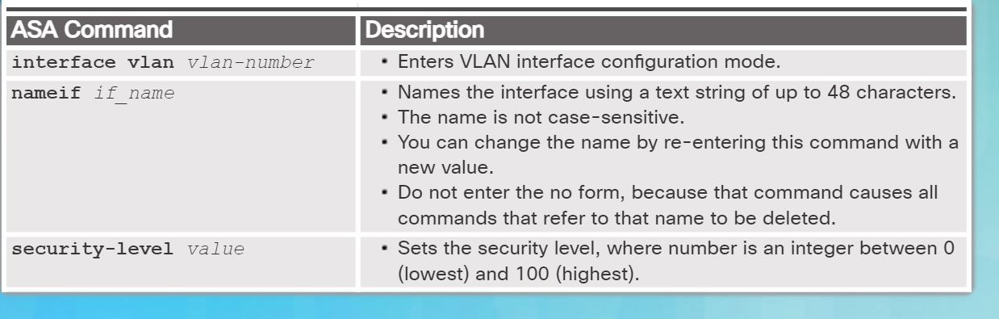 ASA Command Description
interface vlan vlan-number • Enters VLAN interface configuration mode.
nameif if_name • Names the interface using a text string of up to 48 characters.
• The name is not case-sensitive.
• You can change the name by re-entering this command with a
new value.
• Do not enter the no form, because that command causes all
commands that refer to that name to be deleted.
security-level value • Sets the security level, where number is an integer between 0
(lowest) and 100 (highest).